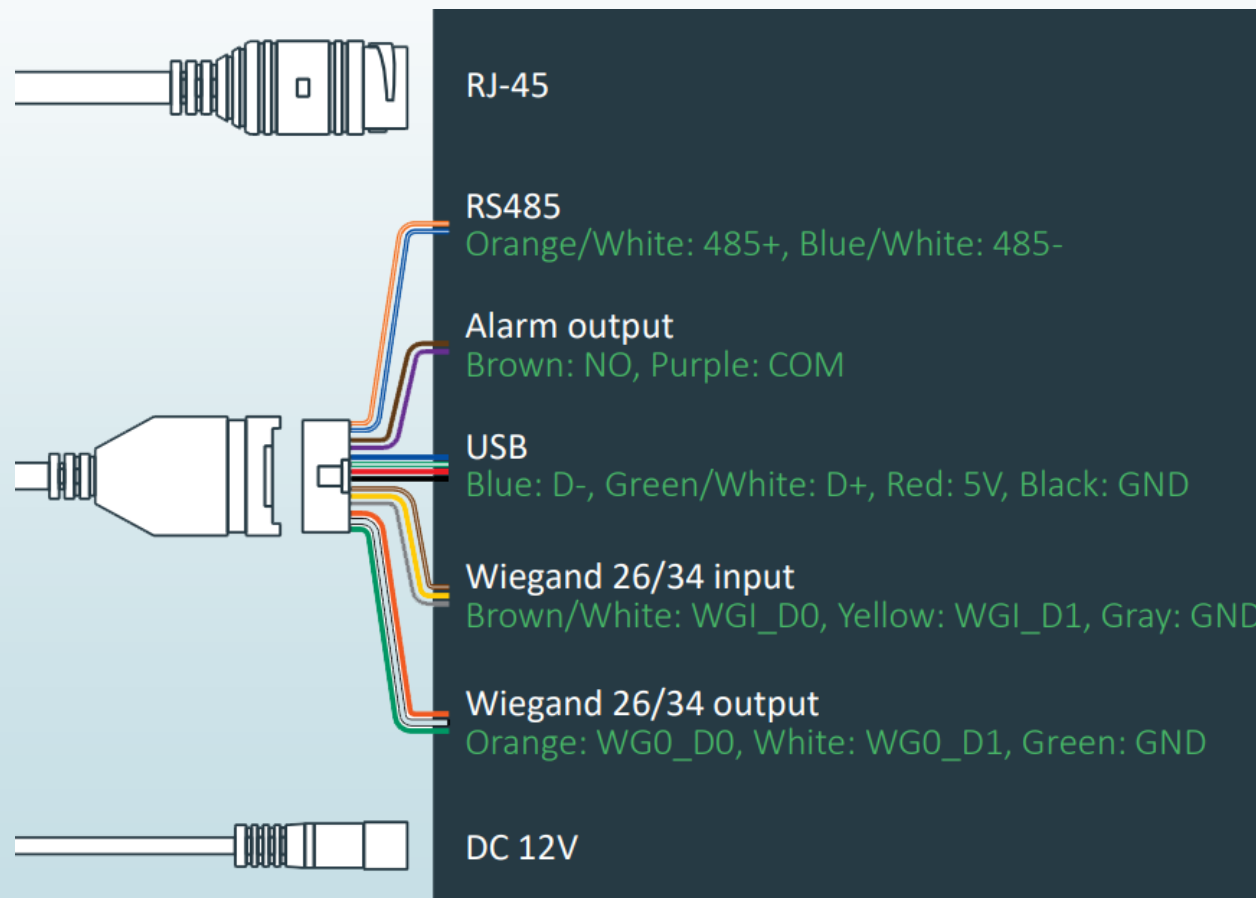 RJ-45
RS485
Orange/White: 485+, Blue/White: 485-
Alarm output
Brown: NO, Purple: COM
USB
Blue: D-, Green/White: D+, Red: 5V, Black: GND
Wiegand 26/34 input
Brown/White: WGI_D0, Yellow: WGI_D1, Gray: GND
Wiegand 26/34 output
Orange: WG0_D0, White: WG0_D1, Green: GND
DC 12V